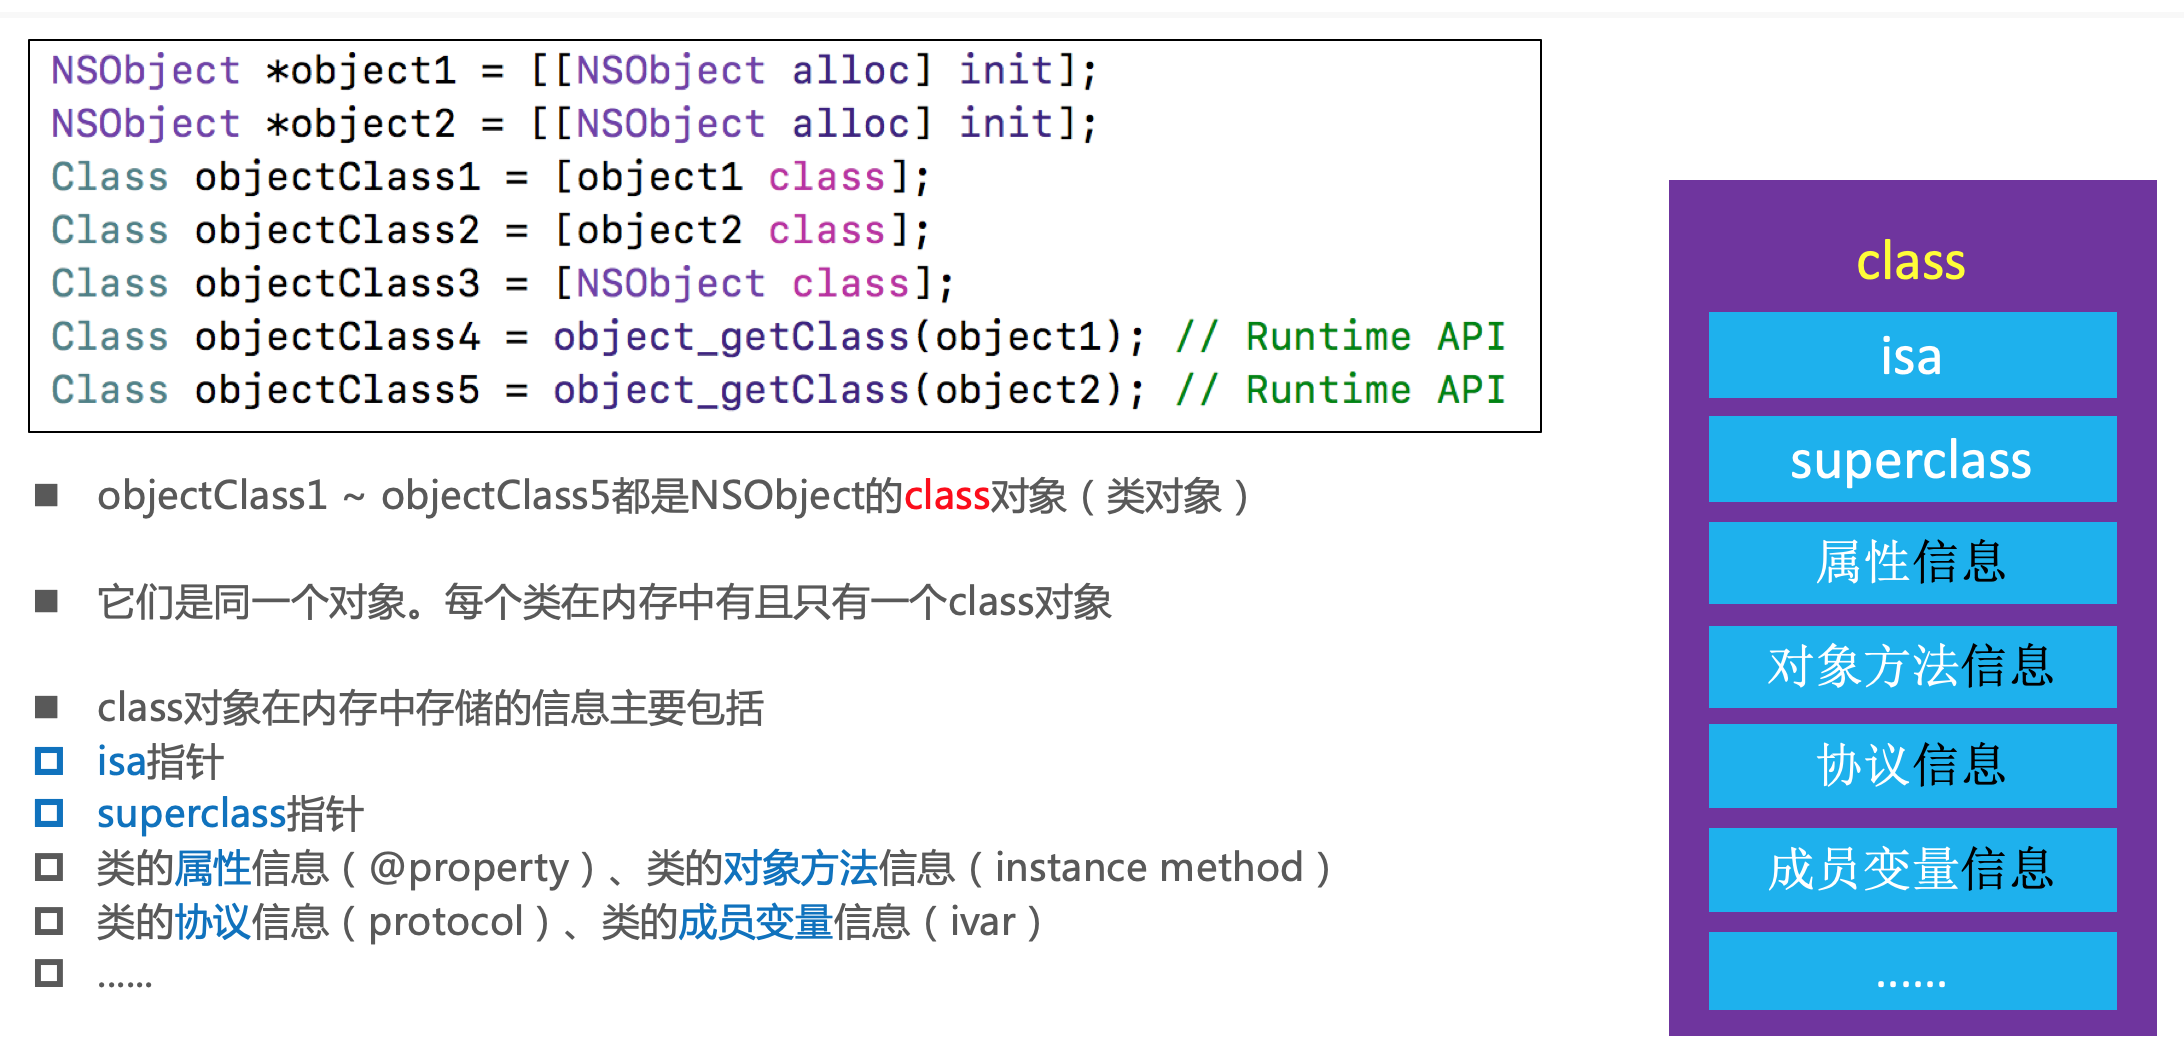 NSObject *object1 = [[NSObject alloc] init];
NSObject *object2 = [[NSObject alloc] init];
Class objectClass1 = [object1 class];
Class objectClass2 = [object2 class];
Class objectClass3 = [NSObject class];
Class objectClass4 = object_getClass(object1); // Runtime API
Class objectClass5 = object_getClass(object2); // Runtime API
objectClass1 ~ objectClass5都是NSObject的class对象（类对象）
它们是同一个对象。每个类在内存中有且只有一个class对象
class对象在内存中存储的信息主要包括
isa指针
superclass指针
类的属性信息（@property）、类的对象方法信息（instance method）
类的协议信息（protocol）、类的成员变量信息（ivar）
......
class
isa
superclass
属性信息
对象方法信息
协议信息
成员变量信息
......